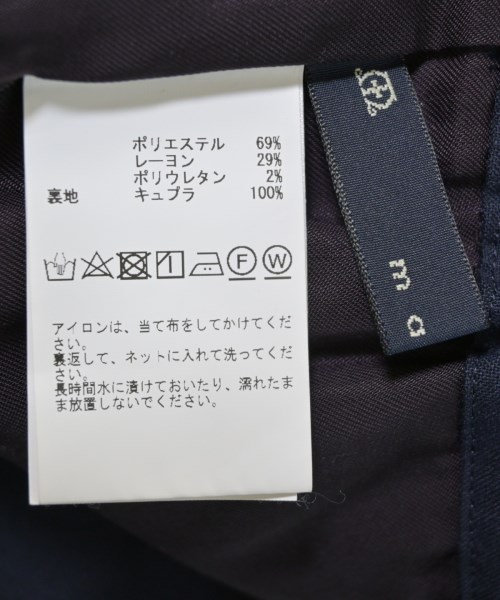 ポリエステル 69%
レーヨン 29%
ポリウレタン 2%
裏地 キュプラ 100%
F W
アイロンは、当て布をしてかけてくだ
さい。
裏返して、ネットに入れて洗ってくだ
さい。
長時間水に漬けておいたり、濡れたま
ま放置しないでください。
m a